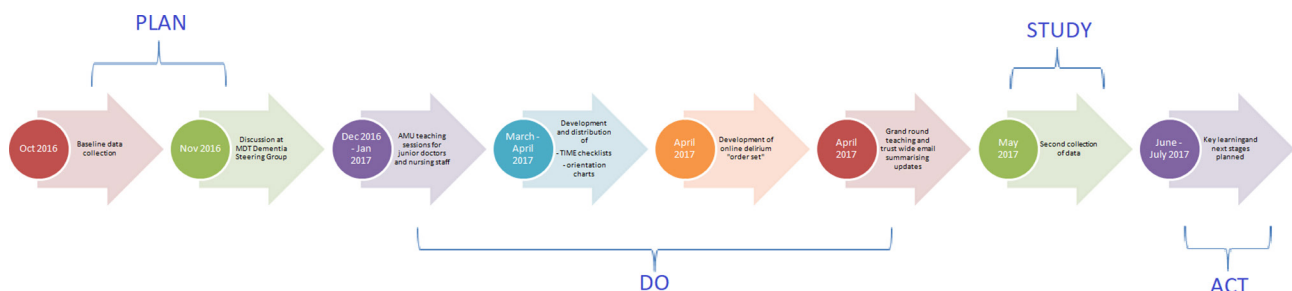 PLAN
STUDY
Oct 2016
Baseline data
collection
Nov 2016
Discussion at
MDT Dementia
Steering Group
Dec 2016
- Jan
2017
AMU teaching
sessions for
junior doctors
and nursing staff
March -
April
2017
Development
and distribution of
- TIME checklists
- orientation
charts
April
2017
Development of
online delirium
"order set"
April
2017
Grand round
teaching and
trust wide email
summarising
updates
May
2017
Second collection
of data
June -
July 2017
Key learning and
next stages
planned
DO
ACT